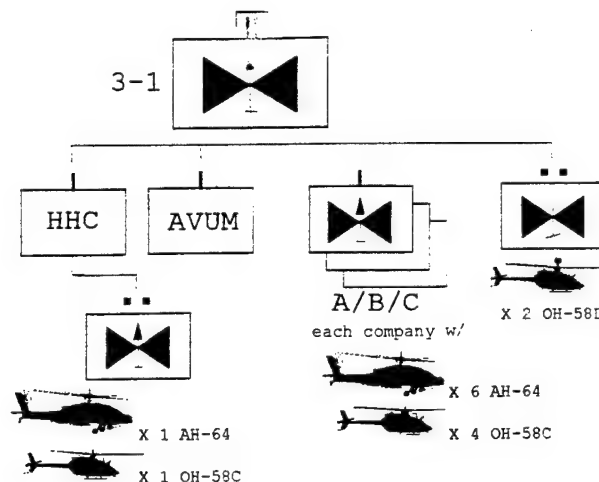 3-1
HHC
AVUM
A/B/C
each company w/
X 2 OH-58D
X 6 AH-64
X 4 OH-58C
X 1 AH-64
X 1 OH-58C